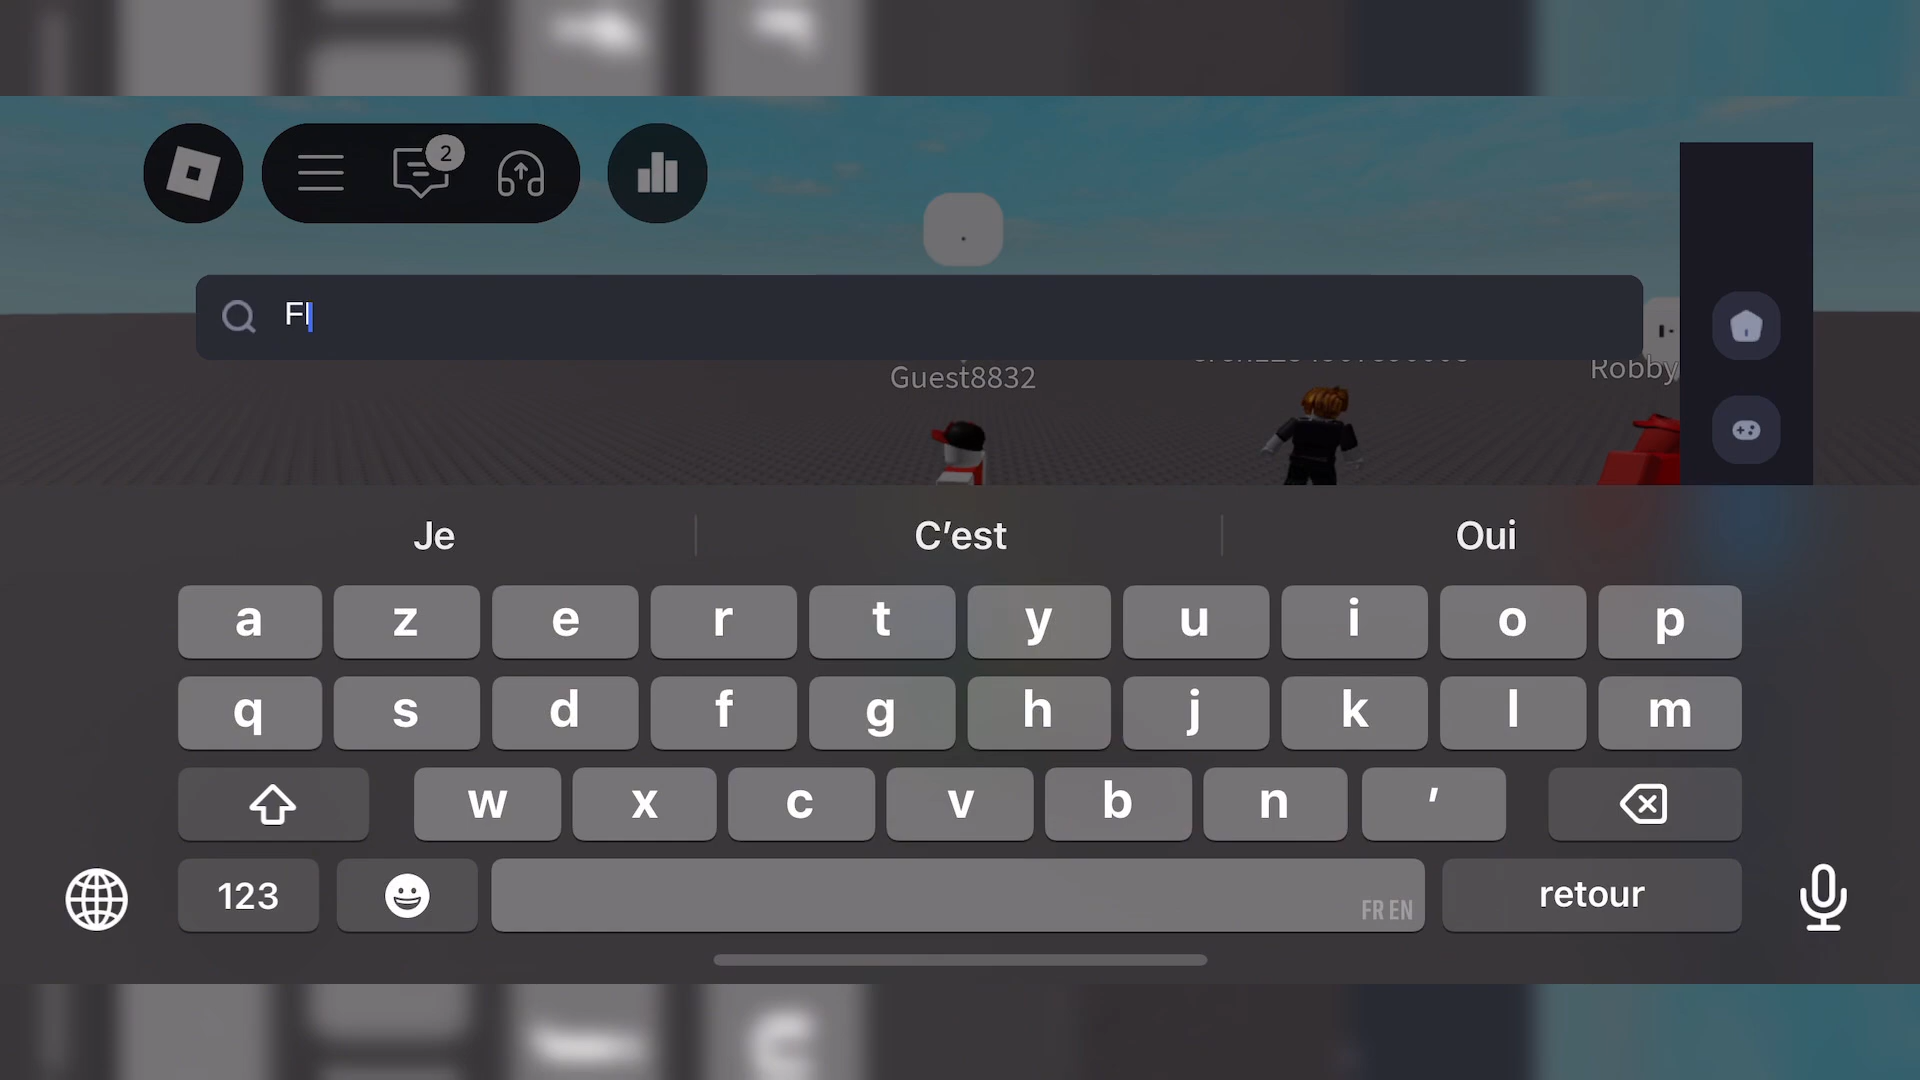 2
.
Fl
Guest8832
Robby
Je C'est Oui
a z e r t y u i o p
q s d f g h j k l m
w x c v b n '
123 FR EN retour